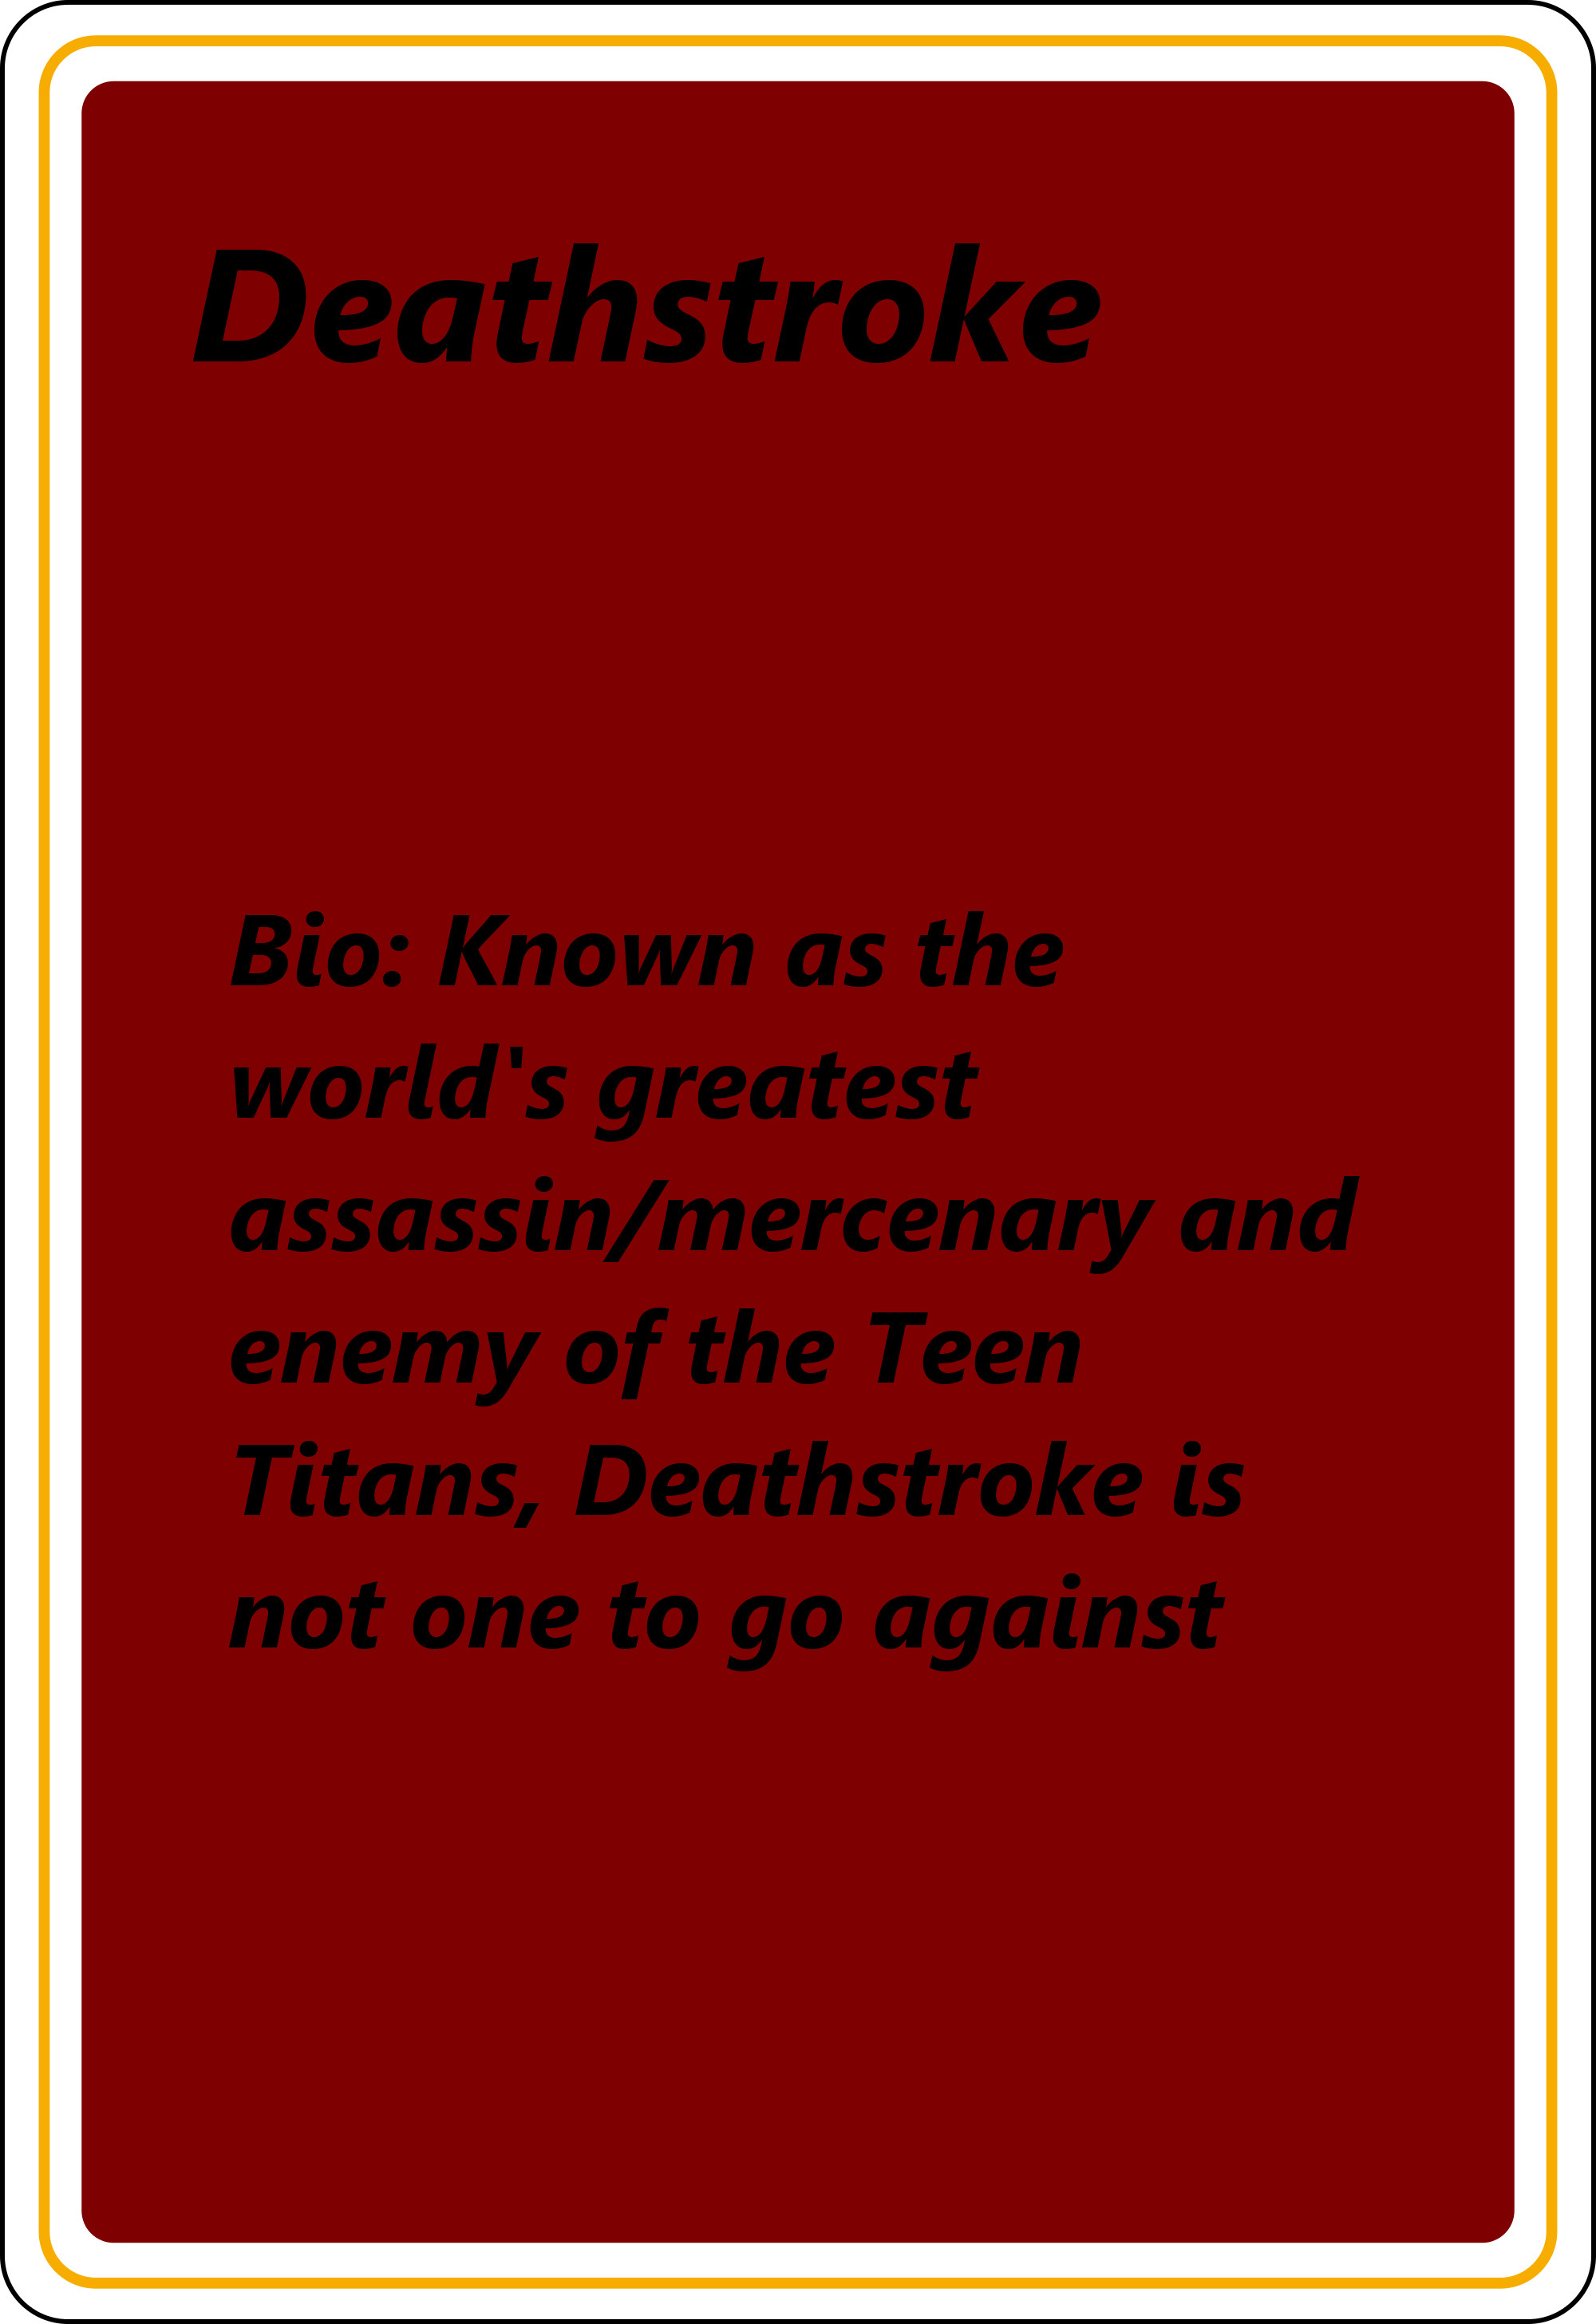 Deathstroke
Bio: Known as the
world's greatest
assassin/mercenary and
enemy of the Teen
Titans, Deathstroke is
not one to go against